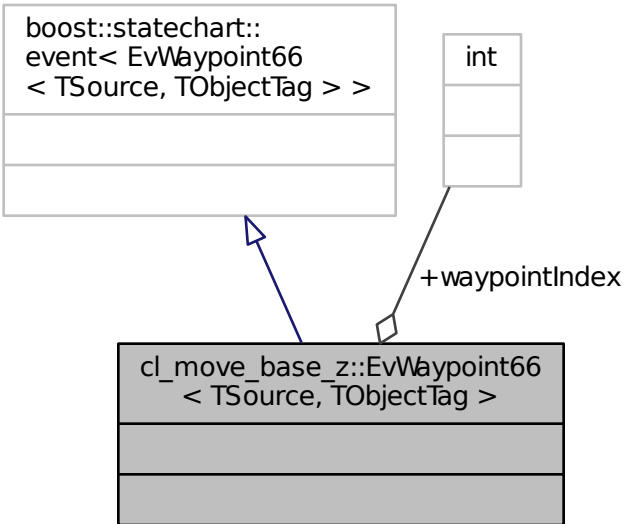 boost::statechart::
event< EvWaypoint66
< TSource, TObjectTag > >
int
+waypointIndex
cl_move_base_z::EvWaypoint66
< TSource, TObjectTag >